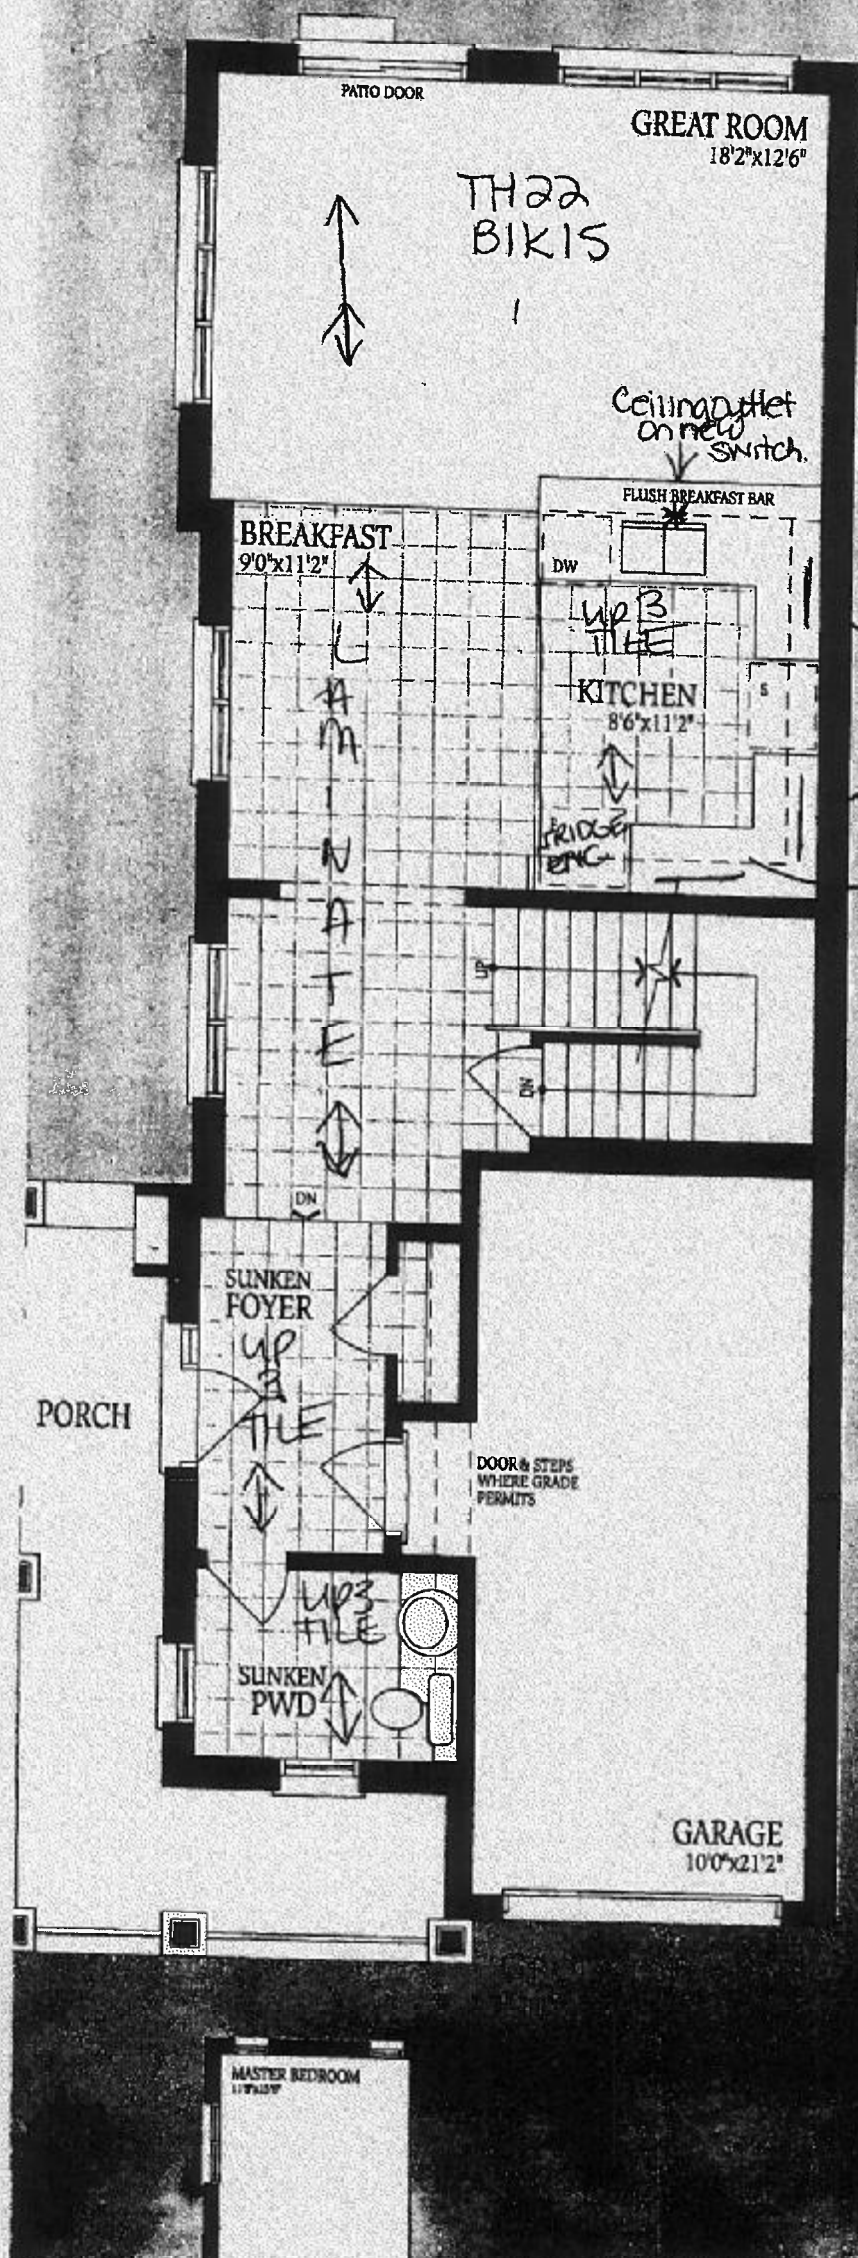 PATIO DOOR
GREAT ROOM
18'2"x12'6"
TH22
B1K15
Ceiling outlet
on new
switch.
FLUSH BREAKFAST BAR
BREAKFAST
9'0"x11'2"
DW
up 3
TILE
KITCHEN
8'6"x11'2"
S
FRIDGE
ENC.
LAMINATE
UP
DN
DN
SUNKEN
FOYER
UP
3
TILE
PORCH
DOOR & STEPS
WHERE GRADE
PERMITS
UP3
TILE
SUNKEN
PWD
GARAGE
10'0"x21'2"
MASTER BEDROOM